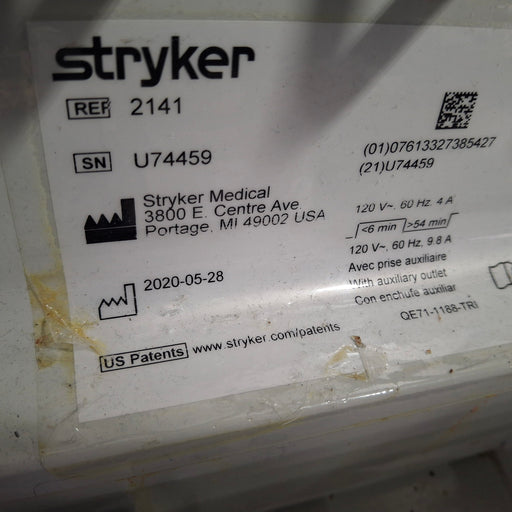 stryker
REF 2141
SN U74459
(01)07613327385427
(21)U74459
Stryker Medical
3800 E. Centre Ave.
Portage, MI 49002 USA
120 V~, 60 Hz, 4 A
<6 min >54 min
120 V~, 60 Hz, 9.8 A
Avec prise auxiliaire
With auxiliary outlet
Con enchufe auxiliar
2020-05-28
QE71-1188-TRI
US Patents www.stryker.com/patents